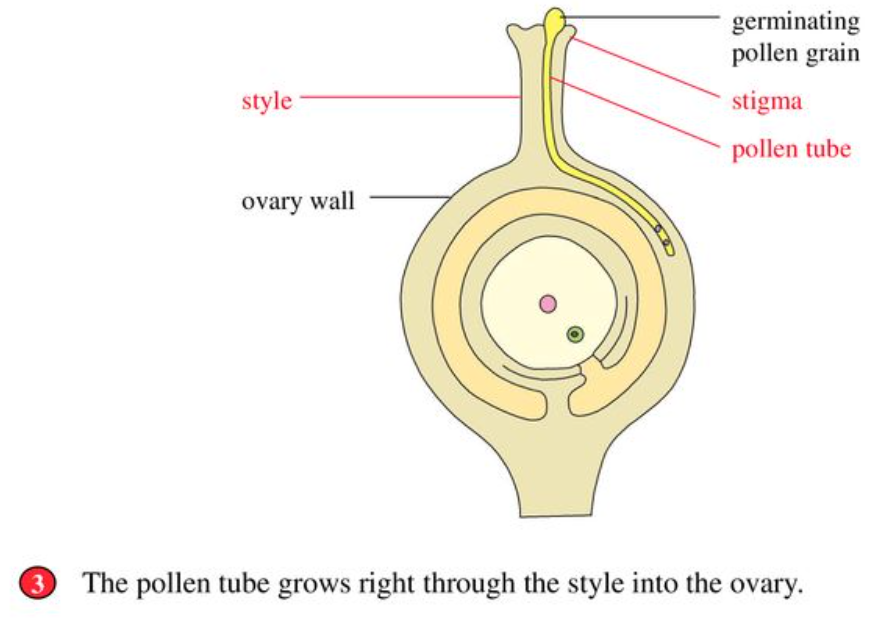 germinating
pollen grain
style
stigma
pollen tube
ovary wall
3 The pollen tube grows right through the style into the ovary.